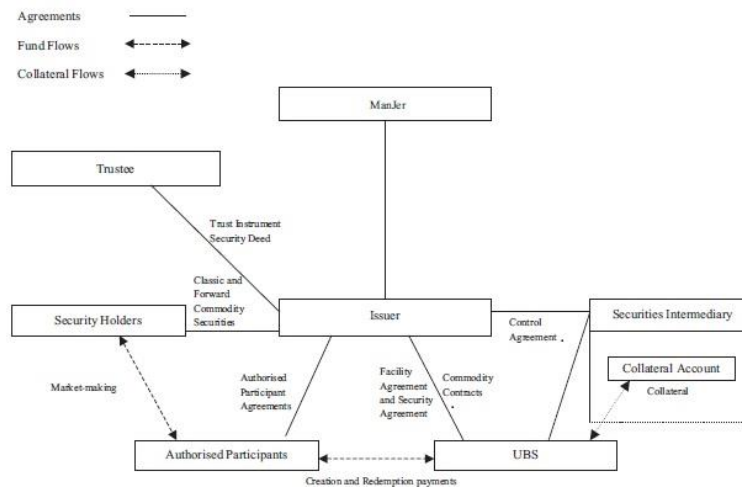 Agreements
Fund Flows
Collateral Flows
ManJer
Trustee
Trust Instrument
Security Deed
Classic and
Forward
Commodity
Securities
Security Holders
Issuer
Control
Agreement
Securities Intermediary
Collateral Account
Collateral
Market-making
Authorised
Participant
Agreements
Facility
Agreement
and Security
Agreement
Commodity
Contracts
Authorised Participants
UBS
Creation and Redemption payments